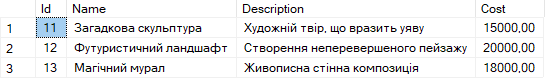 Id Name Description Cost
1 11 Загадкова скульптура Художній твір, що вразить уяву 15000,00
2 12 Футуристичний ландшафт Створення неперевершеного пейзажу 20000,00
3 13 Магічний мурал Живописна стінна композиція 18000,00